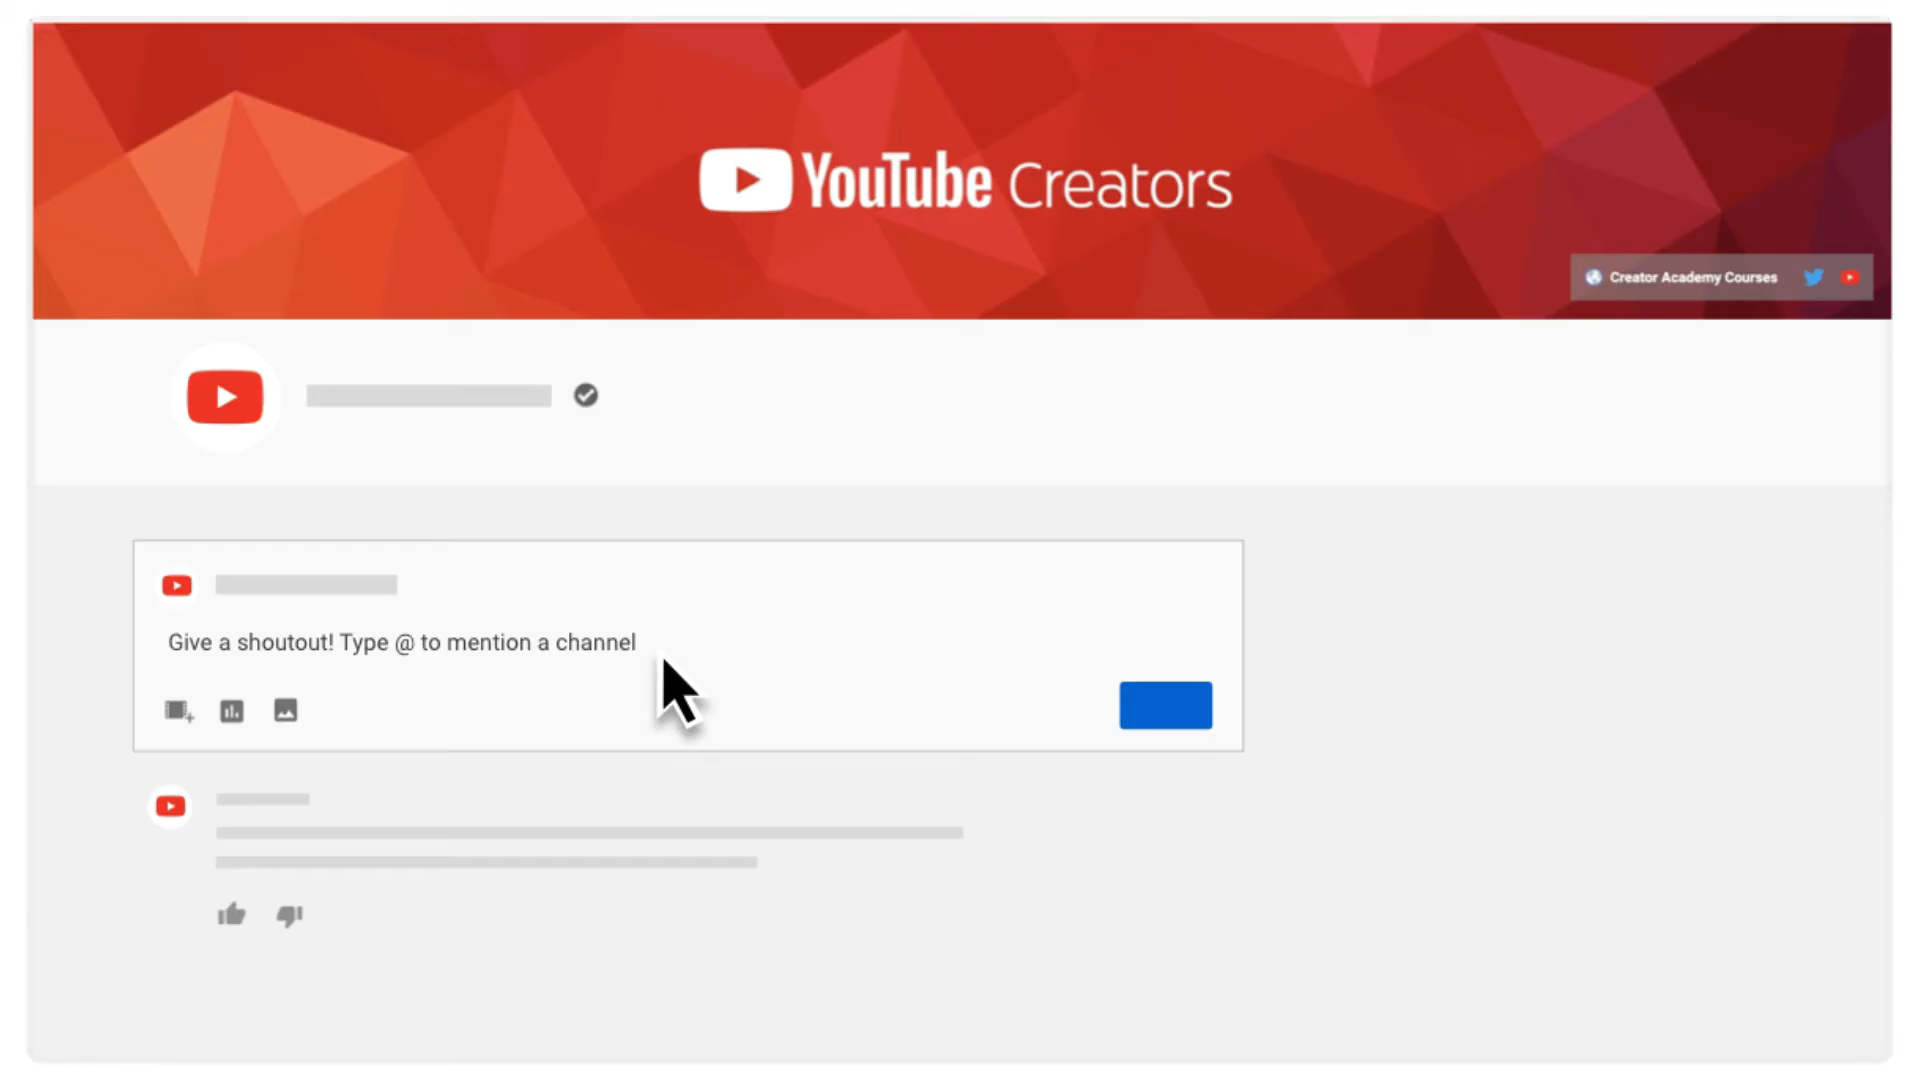 YouTube Creators
Creator Academy Courses
Give a shoutout! Type @ to mention a channel